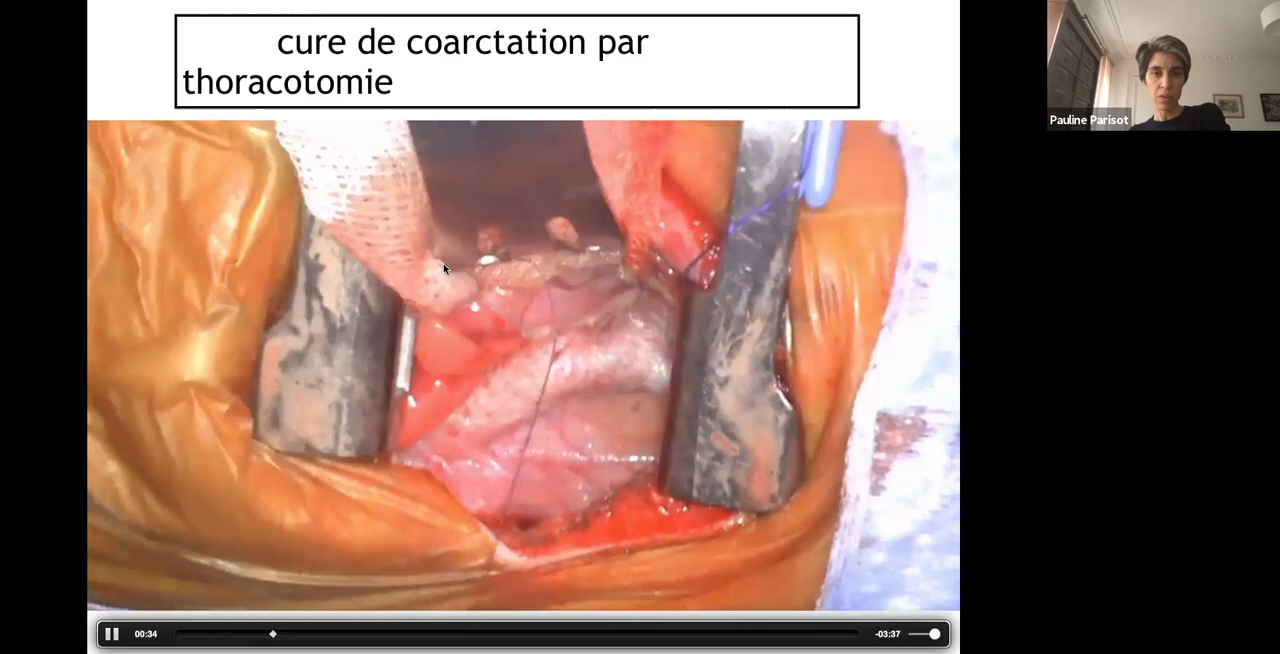 cure de coarctation par
thoracotomie
Pauline Parisot
00:34
-03:37